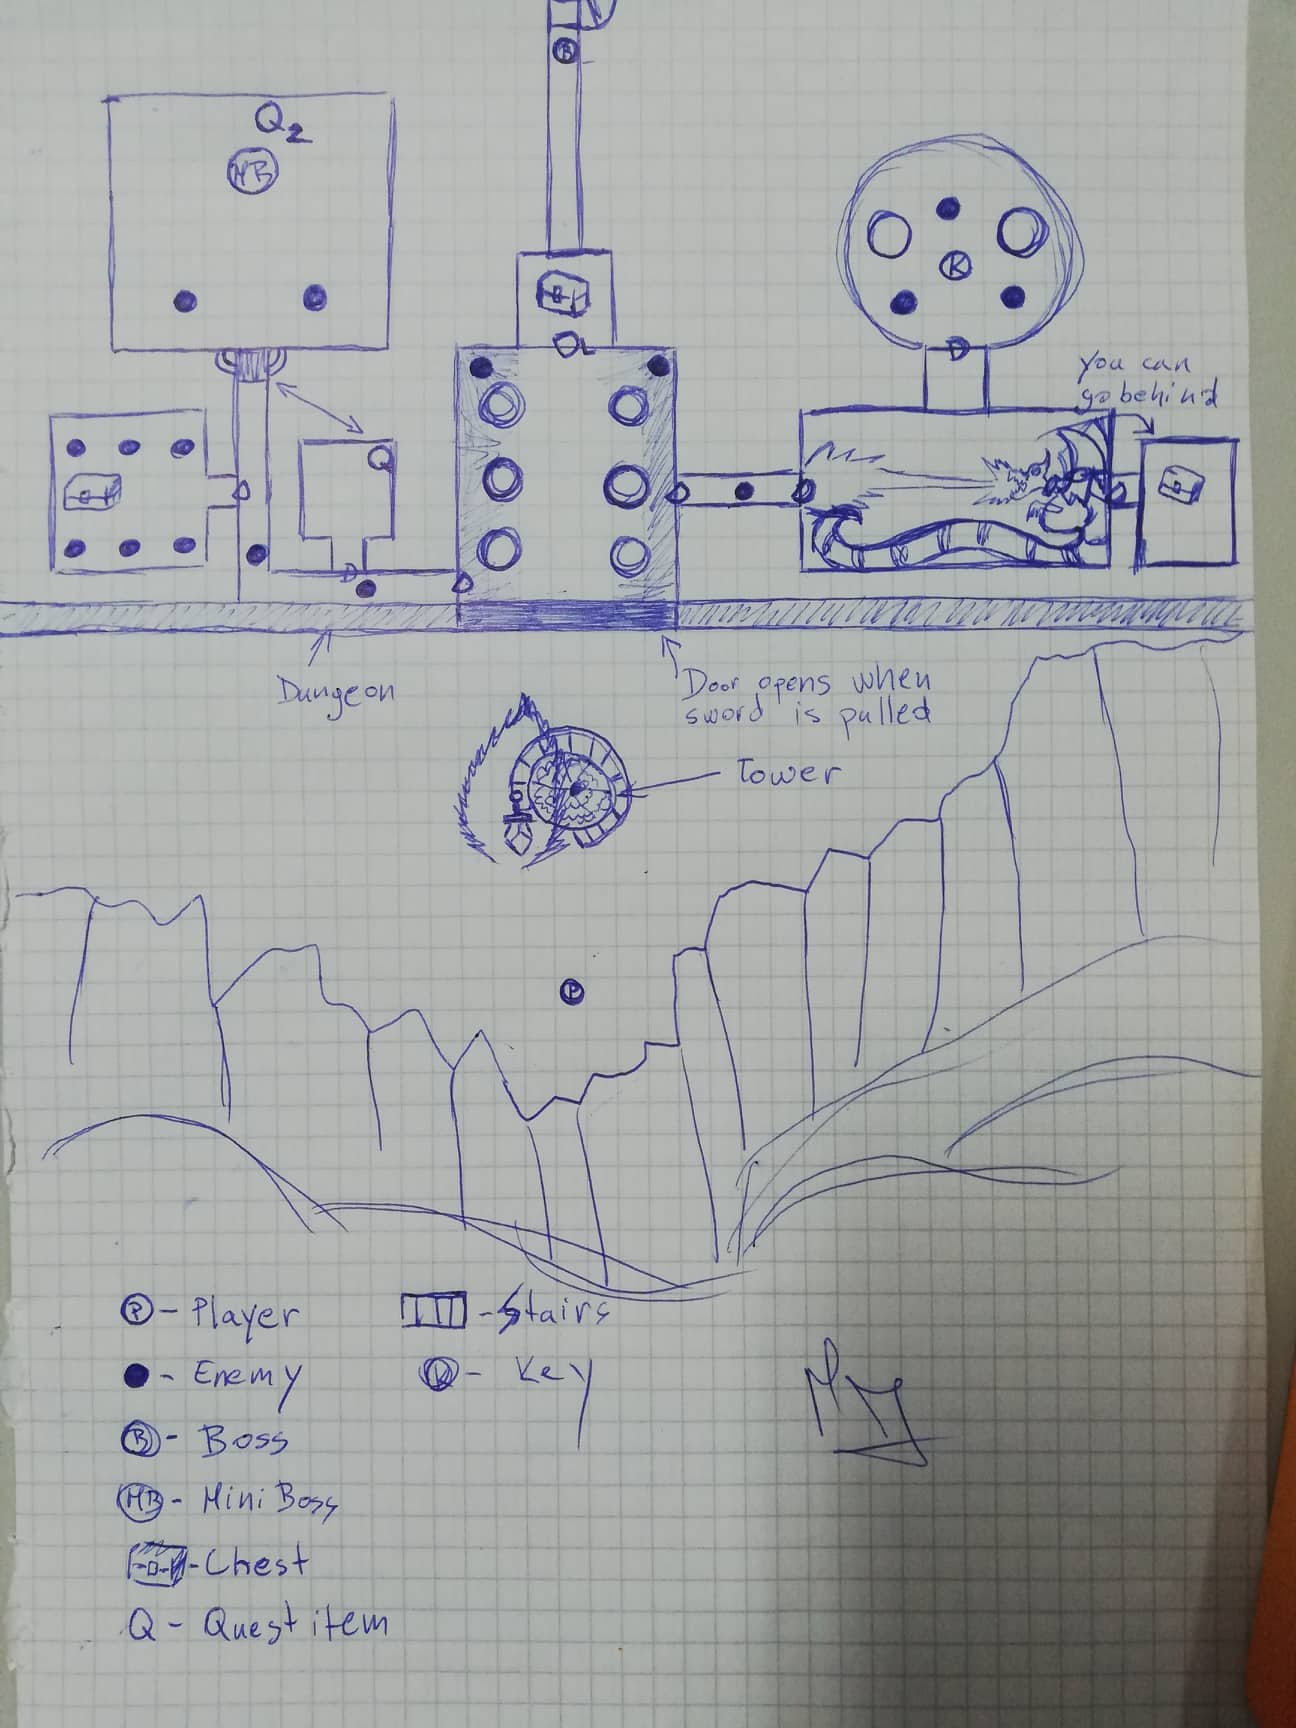 B
Q2
MB
K
D
You can
go behind
Q
D
Dungeon
Door opens when
sword is pulled
Tower
P
P - Player
Stairs
- Enemy
K - Key
B - Boss
MB - Mini Boss
- Chest
Q - Quest item